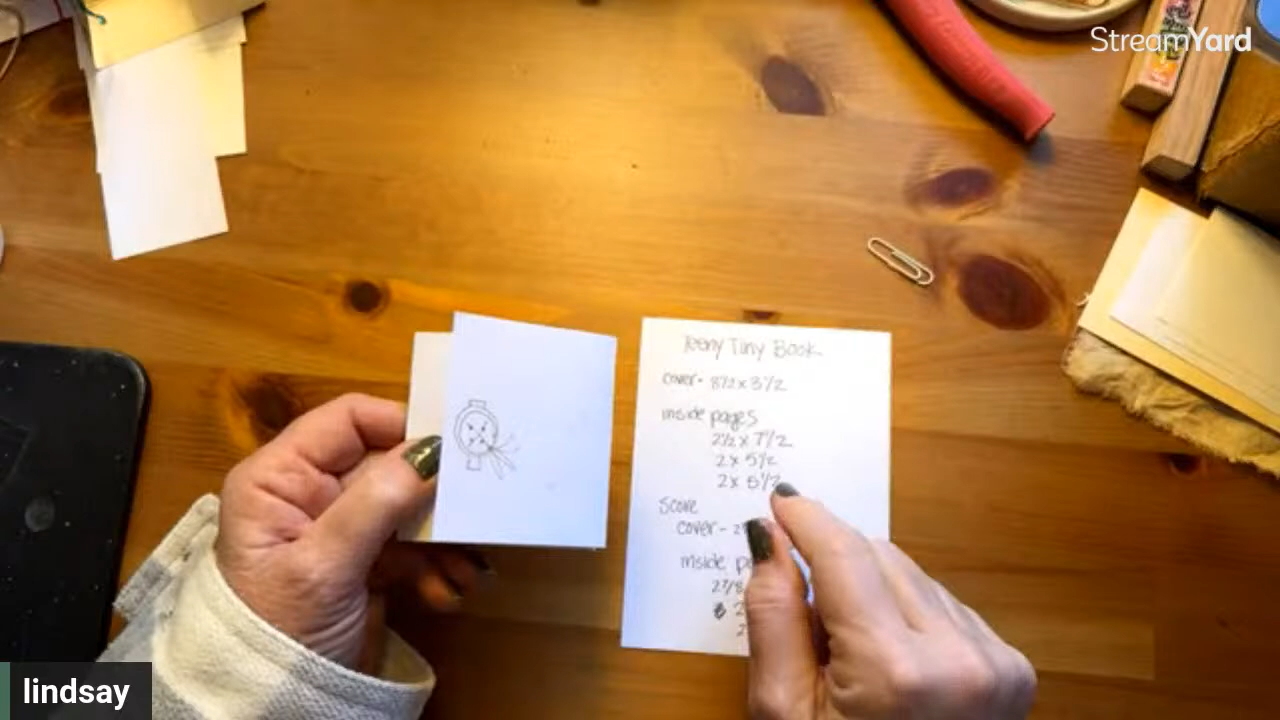 StreamYard
Teeny Tiny Book
cover- 8½ x 3½
inside pages
2½ x 7½
2 x 5½
2 x 5½
Score
cover-
inside
2⅞
lindsay